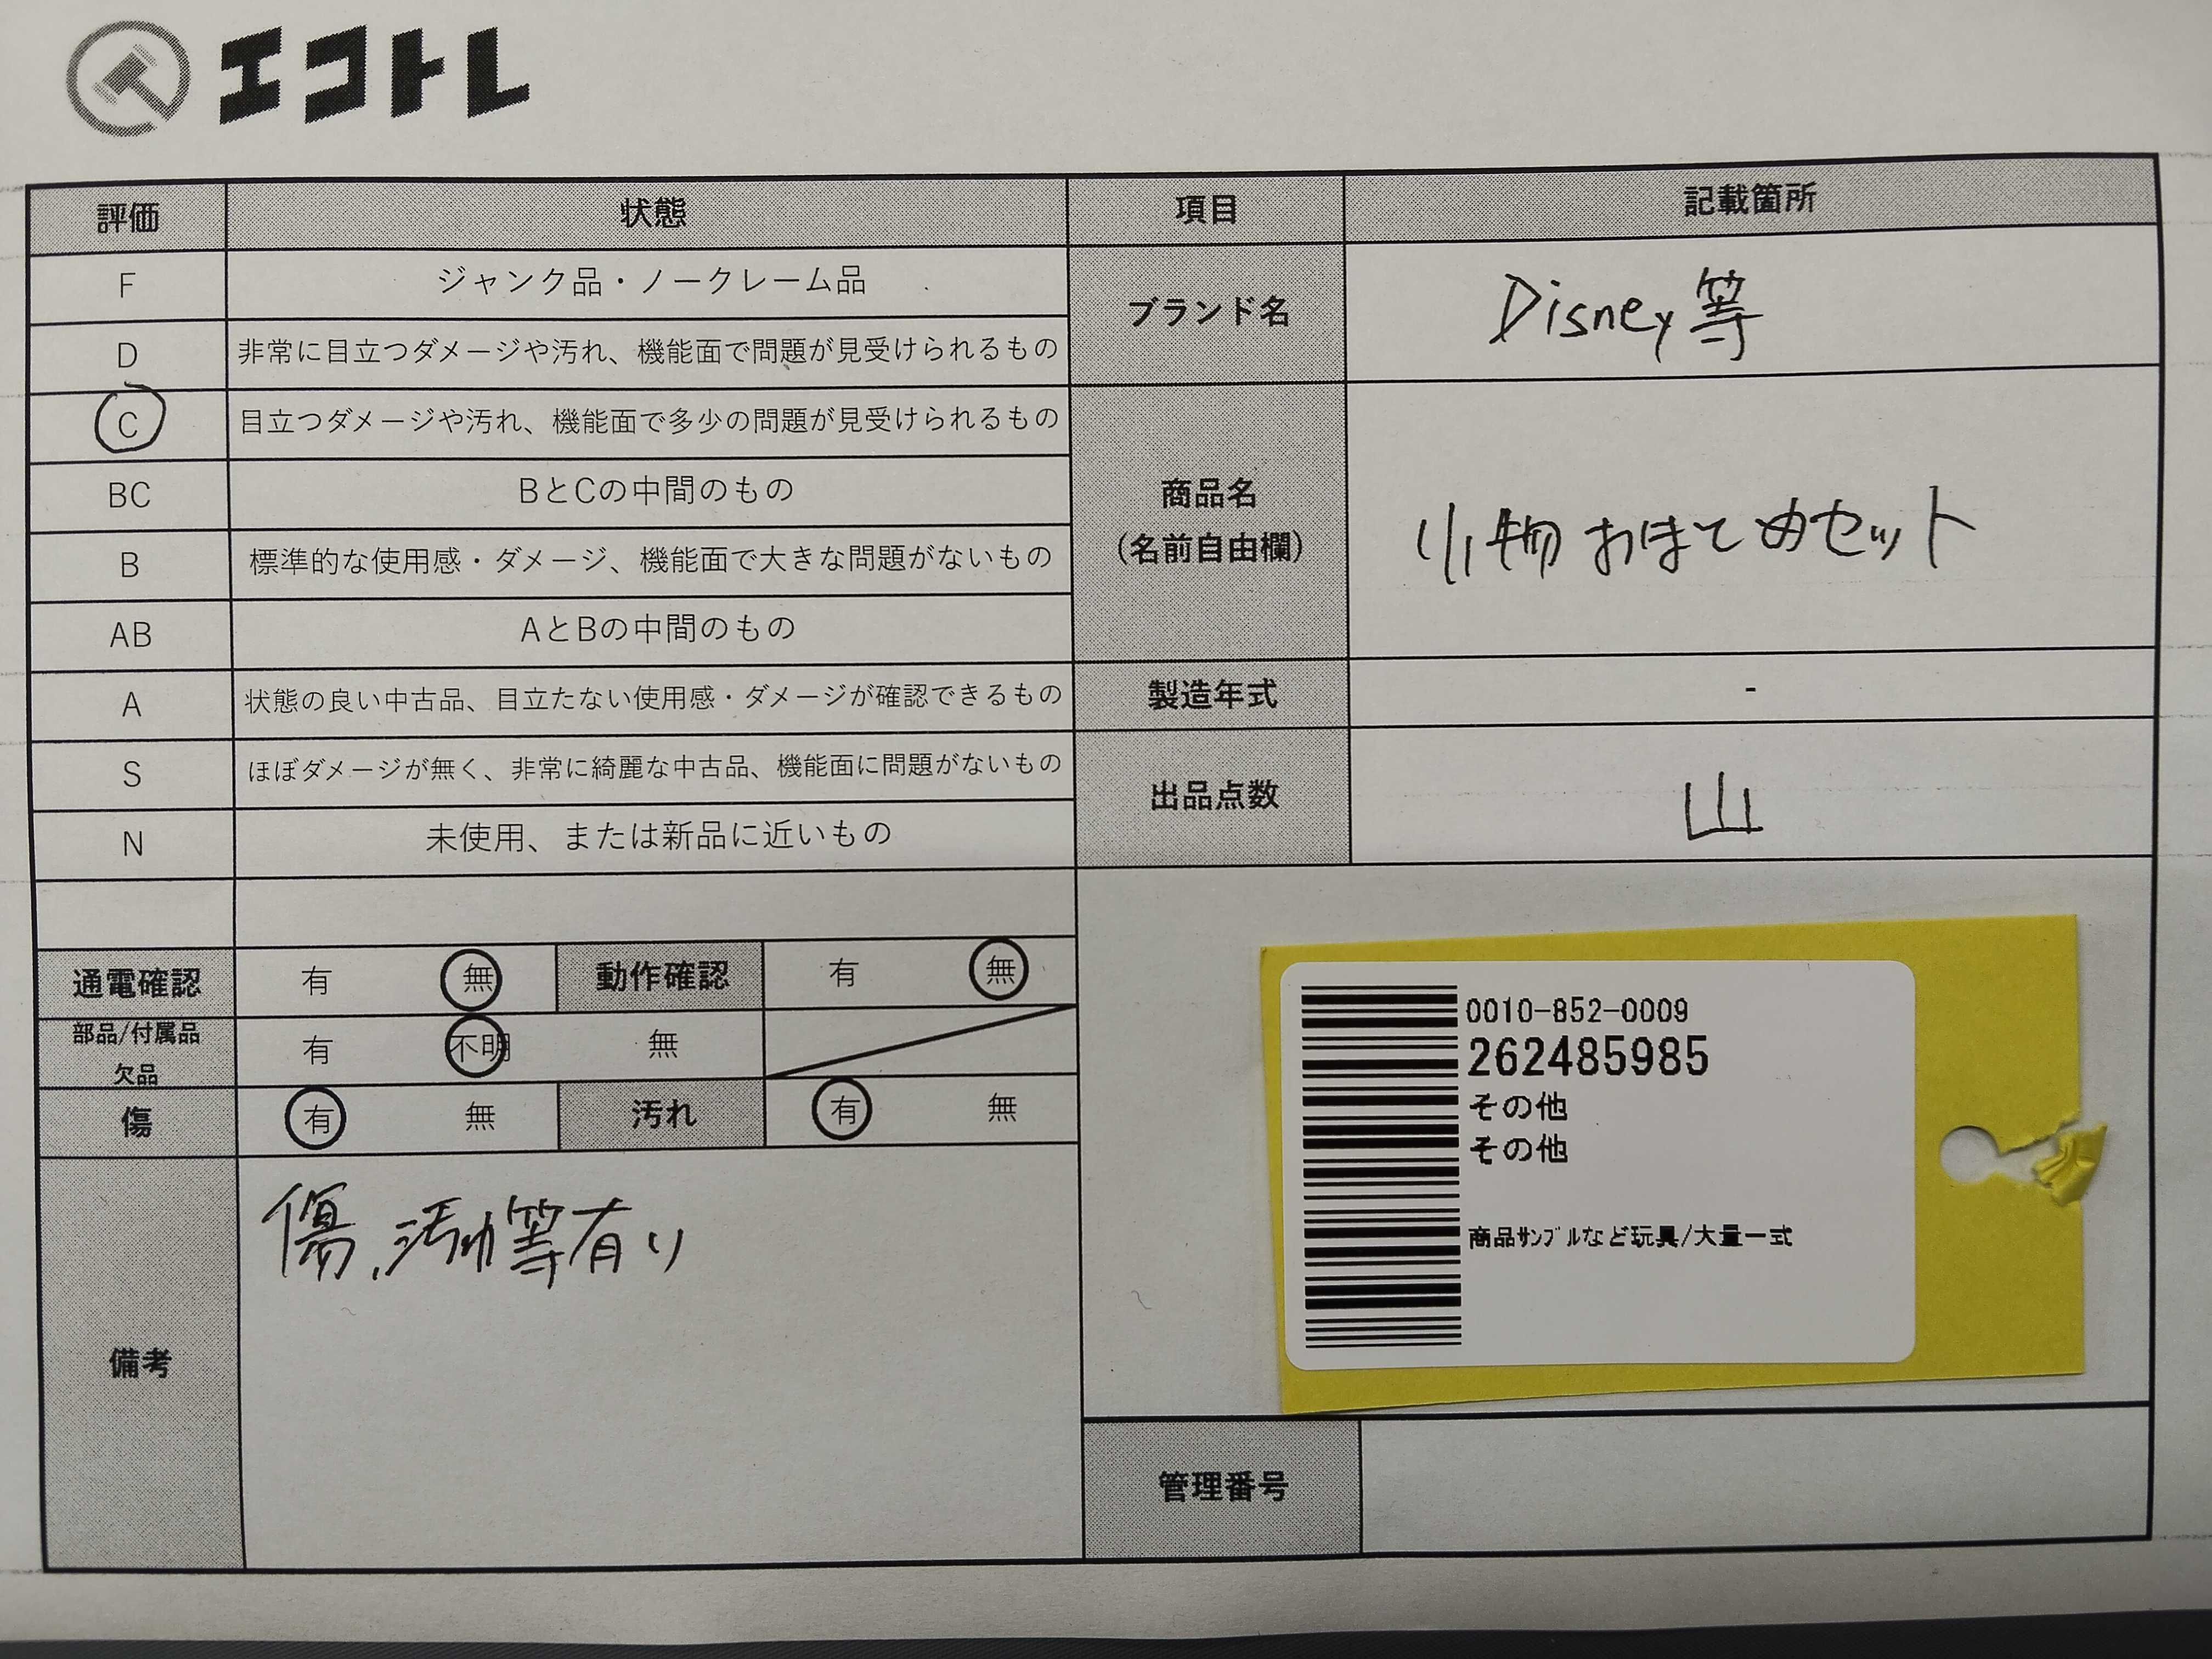 エコトレ
評価 状態 項目 記載箇所
F ジャンク品・ノークレーム品
D 非常に目立つダメージや汚れ、機能面で問題が見受けられるもの
C 目立つダメージや汚れ、機能面で多少の問題が見受けられるもの
BC BとCの中間のもの
B 標準的な使用感・ダメージ、機能面で大きな問題がないもの
AB AとBの中間のもの
A 状態の良い中古品、目立たない使用感・ダメージが確認できるもの
S ほぼダメージが無く、非常に綺麗な中古品、機能面に問題がないもの
N 未使用、または新品に近いもの
ブランド名 Disney等
商品名
(名前自由欄)
小物おまとめセット
製造年式 -
出品点数 山
通電確認 有 無 動作確認 有 無
部品/付属品
欠品
有 不明 無
傷 有 無 汚れ 有 無
備考
傷、汚れ等有り
0010-852-0009
262485985
その他
その他
商品ｻﾝﾌﾟﾙなど玩具/大量一式
管理番号